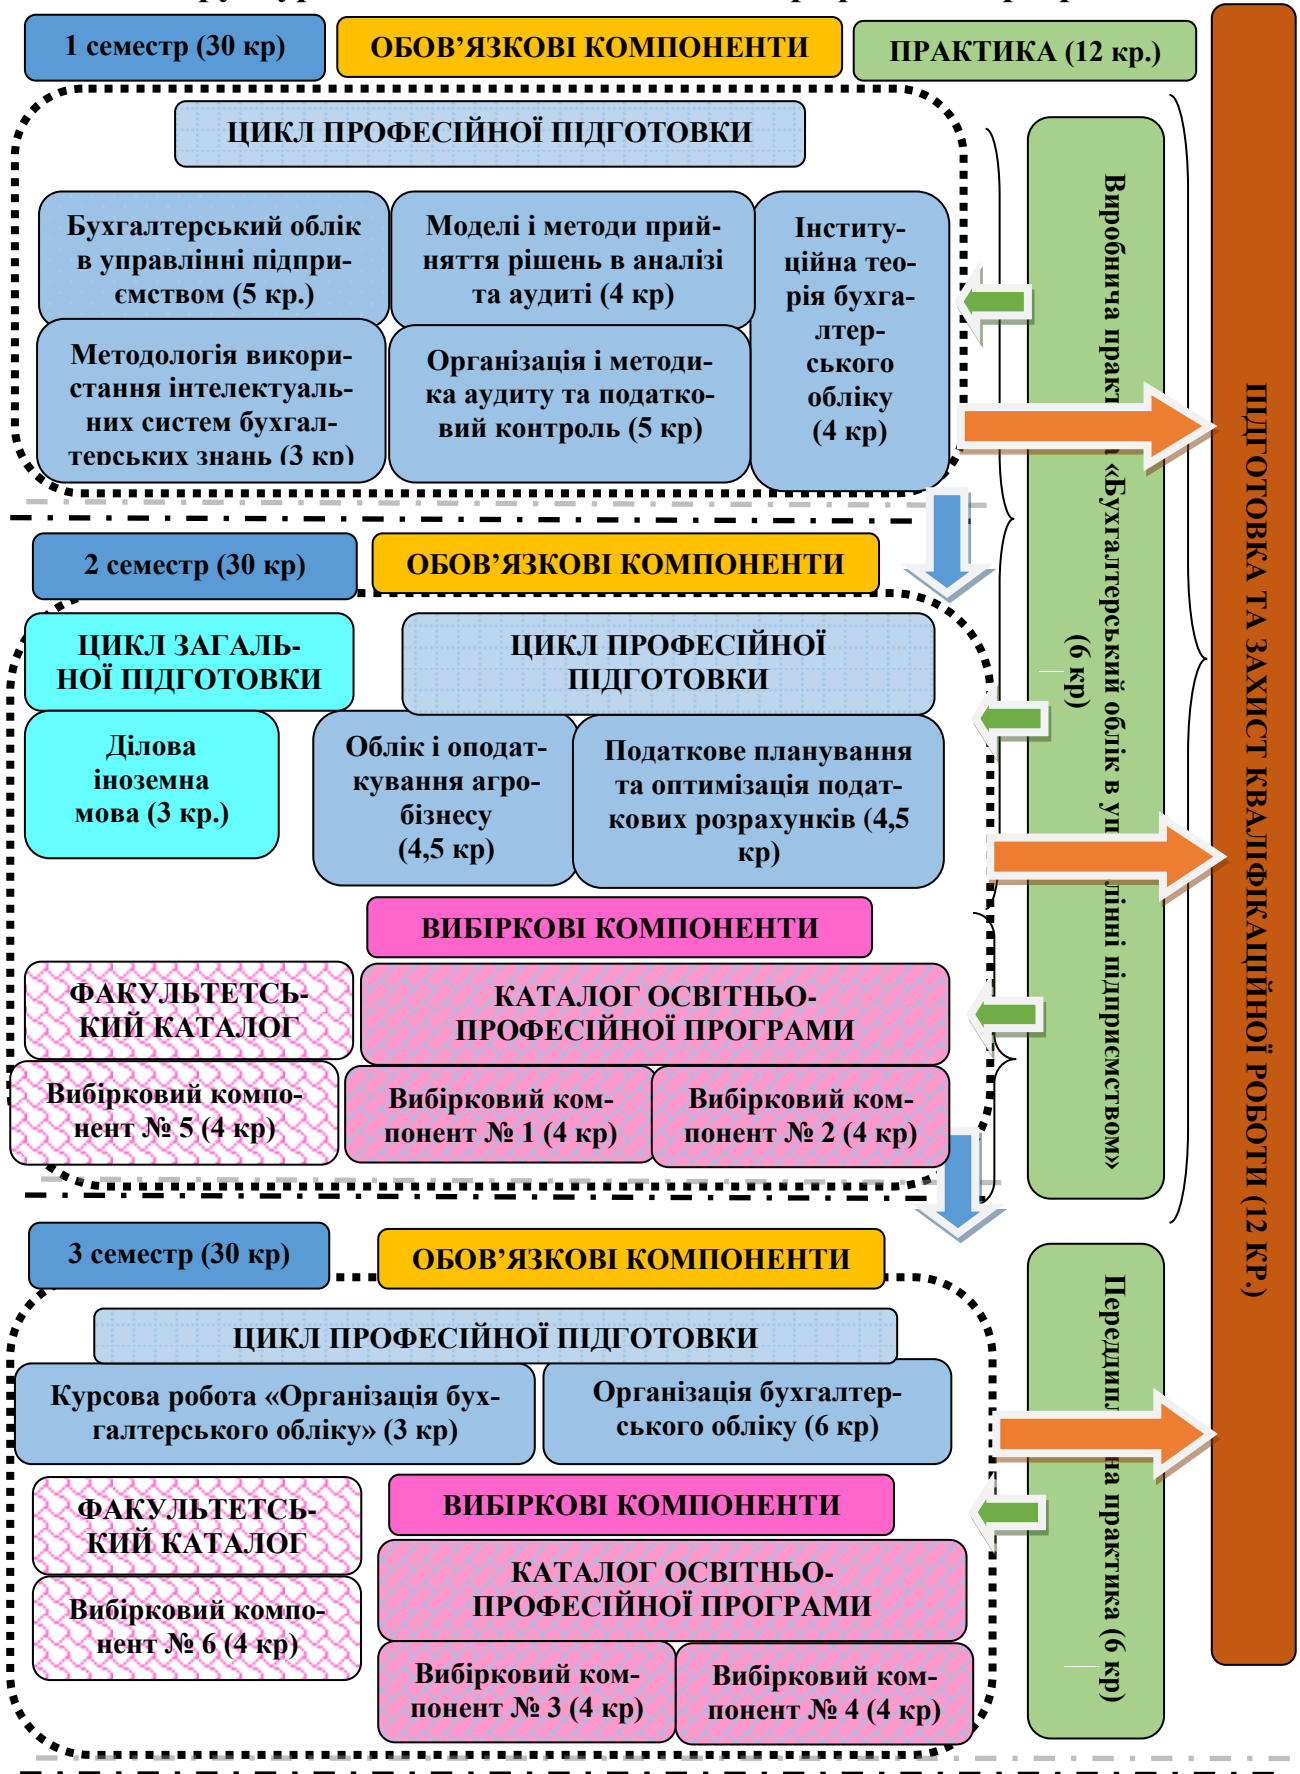 1 семестр (30 кр)
ОБОВ’ЯЗКОВІ КОМПОНЕНТИ
ПРАКТИКА (12 кр.)
ЦИКЛ ПРОФЕСІЙНОЇ ПІДГОТОВКИ
Бухгалтерський облік
в управлінні підпри-
ємством (5 кр.)
Моделі і методи прий-
няття рішень в аналізі
та аудиті (4 кр)
Інститу-
ційна тео-
рія бухга-
лтер-
ського
обліку
(4 кр)
Методологія викори-
стання інтелектуаль-
них систем бухгал-
терських знань (3 кр)
Організація і методи-
ка аудиту та податко-
вий контроль (5 кр)
2 семестр (30 кр)
ОБОВ’ЯЗКОВІ КОМПОНЕНТИ
ЦИКЛ ЗАГАЛЬ-
НОЇ ПІДГОТОВКИ
ЦИКЛ ПРОФЕСІЙНОЇ
ПІДГОТОВКИ
Ділова
іноземна
мова (3 кр.)
Облік і оподат-
кування агро-
бізнесу
(4,5 кр)
Податкове планування
та оптимізація подат-
кових розрахунків (4,5
кр)
ВИБІРКОВІ КОМПОНЕНТИ
ФАКУЛЬТЕТСЬ-
КИЙ КАТАЛОГ
КАТАЛОГ ОСВІТНЬО-
ПРОФЕСІЙНОЇ ПРОГРАМИ
Вибірковий компо-
нент № 5 (4 кр)
Вибірковий ком-
понент № 1 (4 кр)
Вибірковий ком-
понент № 2 (4 кр)
3 семестр (30 кр)
ОБОВ’ЯЗКОВІ КОМПОНЕНТИ
ЦИКЛ ПРОФЕСІЙНОЇ ПІДГОТОВКИ
Курсова робота «Організація бух-
галтерського обліку» (3 кр)
Організація бухгалтер-
ського обліку (6 кр)
ФАКУЛЬТЕТСЬ-
КИЙ КАТАЛОГ
ВИБІРКОВІ КОМПОНЕНТИ
КАТАЛОГ ОСВІТНЬО-
ПРОФЕСІЙНОЇ ПРОГРАМИ
Вибірковий компо-
нент № 6 (4 кр)
Вибірковий ком-
понент № 3 (4 кр)
Вибірковий ком-
понент № 4 (4 кр)
Виробнича практика «Бухгалтерський облік в управлінні підприємством»
(6 кр)
Переддипломна практика (6 кр)
ПІДГОТОВКА ТА ЗАХИСТ КВАЛІФІКАЦІЙНОЇ РОБОТИ (12 КР.)